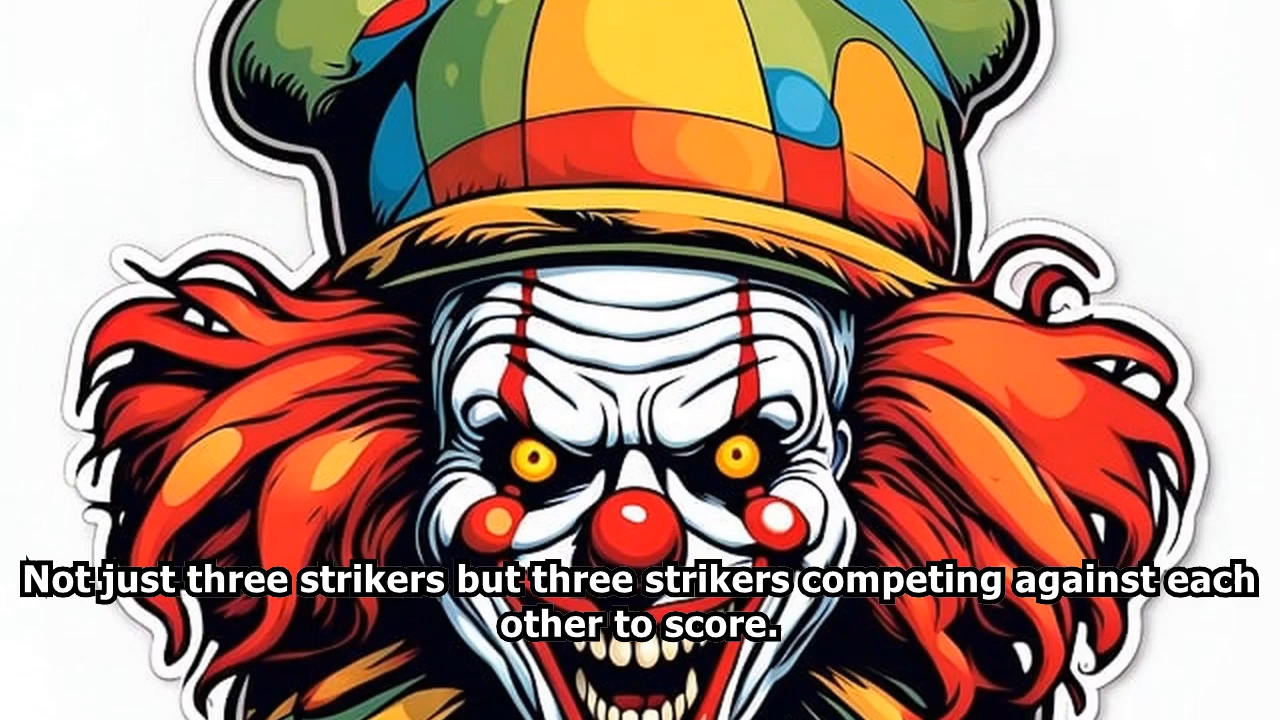 Not just three strikers but three strikers competing against each
other to score.